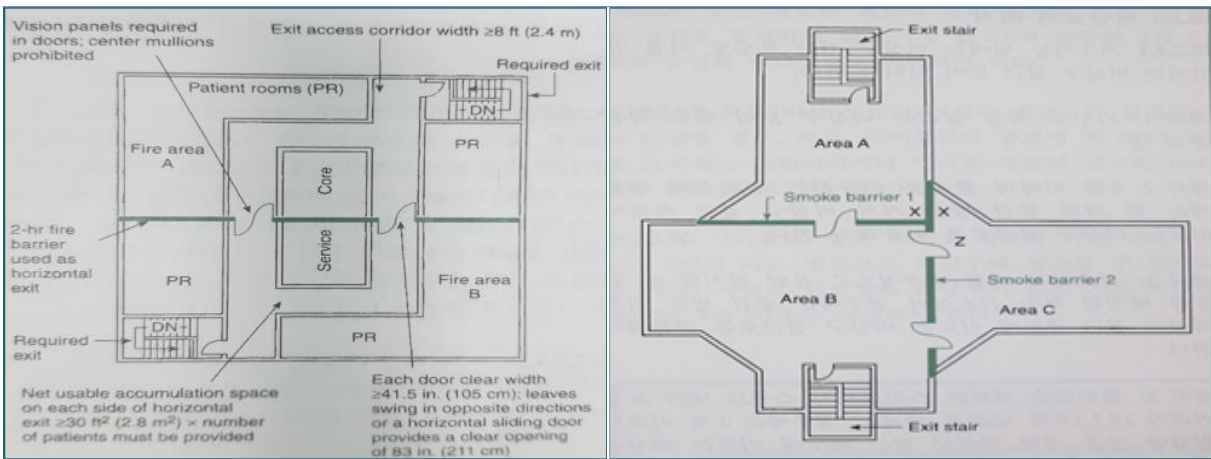 Vision panels required
in doors; center mullions
prohibited
Exit access corridor width ≥8 ft (2.4 m)
Required exit
Patient rooms (PR)
DN
Fire area
A
PR
Core
2-hr fire
barrier
used as
horizontal
exit
Service
PR
Fire area
B
DN
Required
exit
PR
Net usable accumulation space
on each side of horizontal
exit ≥30 ft² (2.8 m²) × number
of patients must be provided
Each door clear width
≥41.5 in. (105 cm); leaves
swing in opposite directions
or a horizontal sliding door
provides a clear opening
of 83 in. (211 cm)
Exit stair
Area A
Smoke barrier 1
X X
Z
Smoke barrier 2
Area B
Area C
Exit stair